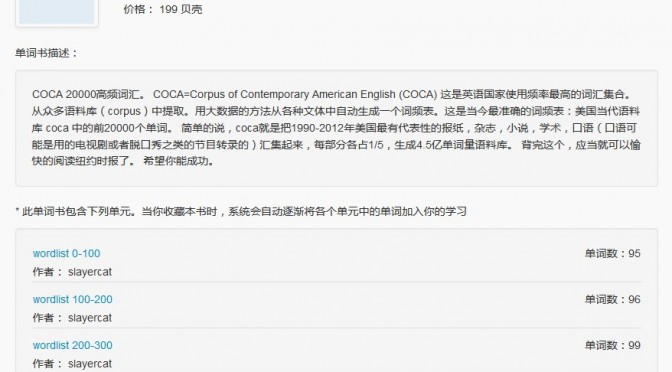 价格： 199 贝壳
单词书描述：
COCA 20000高频词汇。 COCA=Corpus of Contemporary American English (COCA) 这是英语国家使用频率最高的词汇集合。
从众多语料库（corpus）中提取。用大数据的方法从各种文体中自动生成一个词频表。这是当今最准确的词频表：美国当代语料
库 coca 中的前20000个单词。 简单的说，coca就是把1990-2012年美国最有代表性的报纸，杂志，小说，学术，口语（口语可
能是用的电视剧或者脱口秀之类的节目转录的）汇集起来，每部分各占1/5，生成4.5亿单词量语料库。 背完这个，应当就可以愉
快的阅读纽约时报了。 希望你能成功。
* 此单词书包含下列单元。当你收藏本书时，系统会自动逐渐将各个单元中的单词加入你的学习
wordlist 0-100 单词数：95
作者： slayercat
wordlist 100-200 单词数：96
作者： slayercat
wordlist 200-300 单词数：99
作者： slayercat